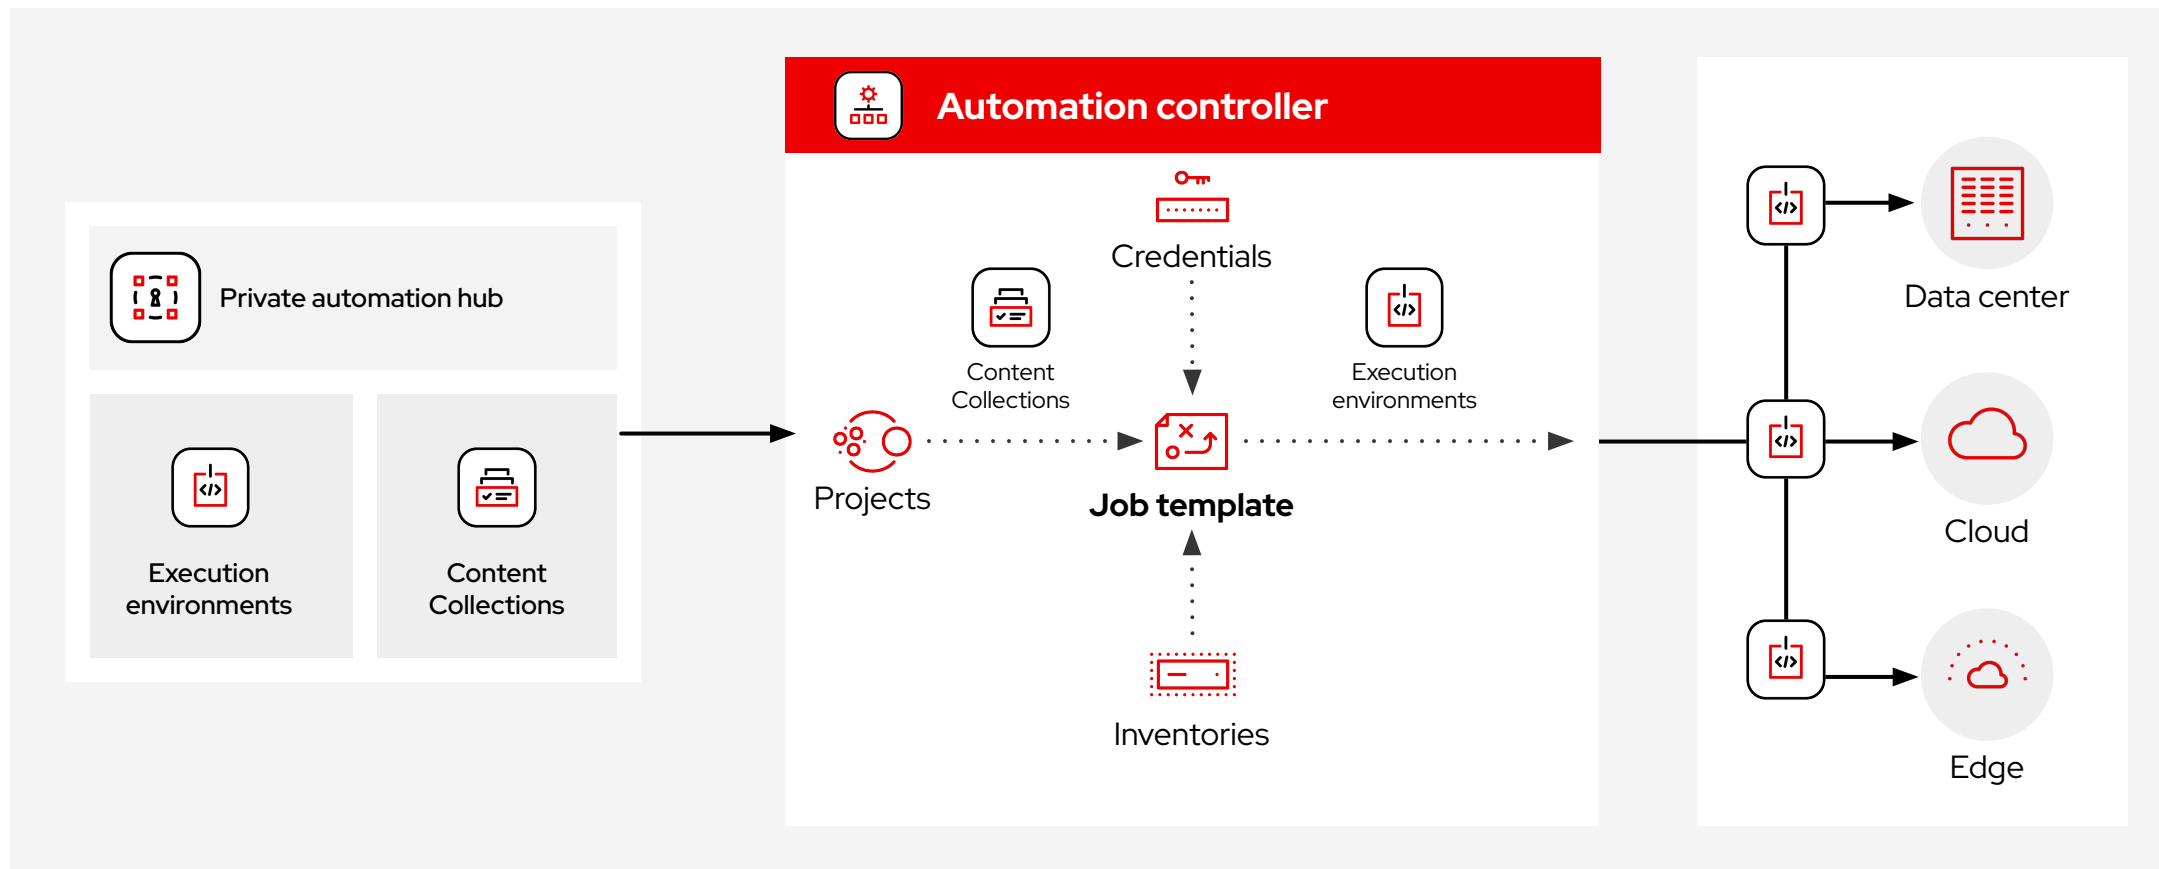 Private automation hub
Execution
environments
Content
Collections
Automation controller
Credentials
Content
Collections
Execution
environments
Projects
Job template
Inventories
Data center
Cloud
Edge